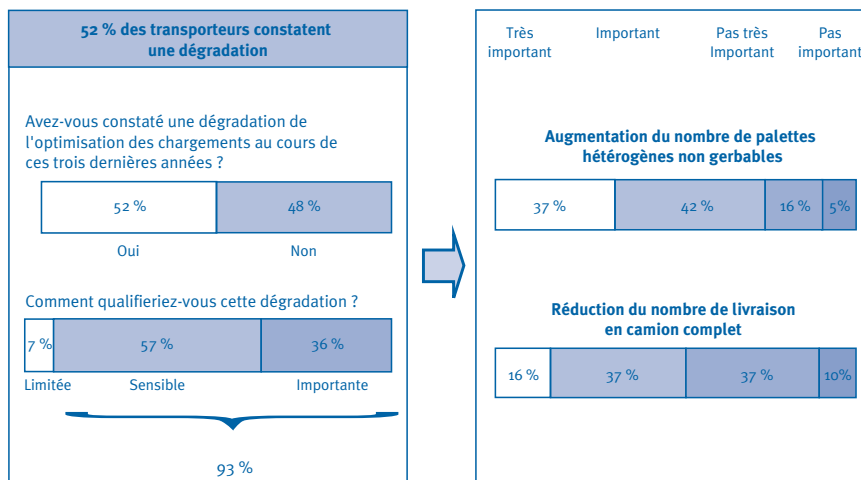 52 % des transporteurs constatent
une dégradation
Avez-vous constaté une dégradation de
l'optimisation des chargements au cours de
ces trois dernières années ?
52 %
48 %
Oui
Non
Comment qualifieriez-vous cette dégradation ?
7 %
57 %
36 %
Limitée
Sensible
Importante
93 %
Très
important
Important
Pas très
Important
Pas
important
Augmentation du nombre de palettes
hétérogènes non gerbables
37 %
42 %
16 %
5%
Réduction du nombre de livraison
en camion complet
16 %
37 %
37 %
10%